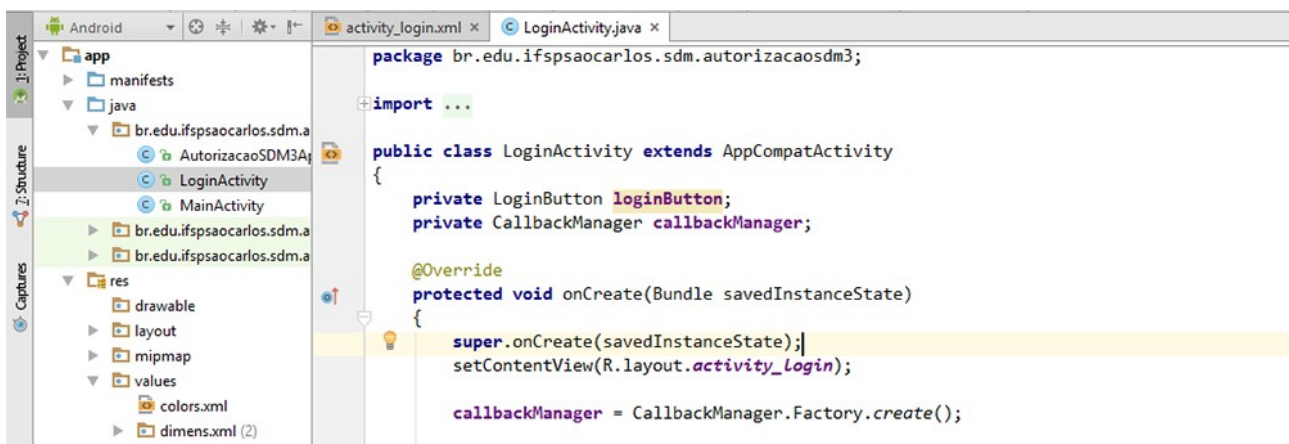 Android
activity_login.xml
LoginActivity.java
1: Project
7: Structure
Captures
app
manifests
java
br.edu.ifspsaocarlos.sdm.a
AutorizacaoSDM3Ap
LoginActivity
MainActivity
br.edu.ifspsaocarlos.sdm.a
br.edu.ifspsaocarlos.sdm.a
res
drawable
layout
mipmap
values
colors.xml
dimens.xml (2)
package br.edu.ifspsaocarlos.sdm.autorizacaosdm3;
import ...
public class LoginActivity extends AppCompatActivity
{
private LoginButton loginButton;
private CallbackManager callbackManager;
@Override
protected void onCreate(Bundle savedInstanceState)
{
super.onCreate(savedInstanceState);
setContentView(R.layout.activity_login);
callbackManager = CallbackManager.Factory.create();